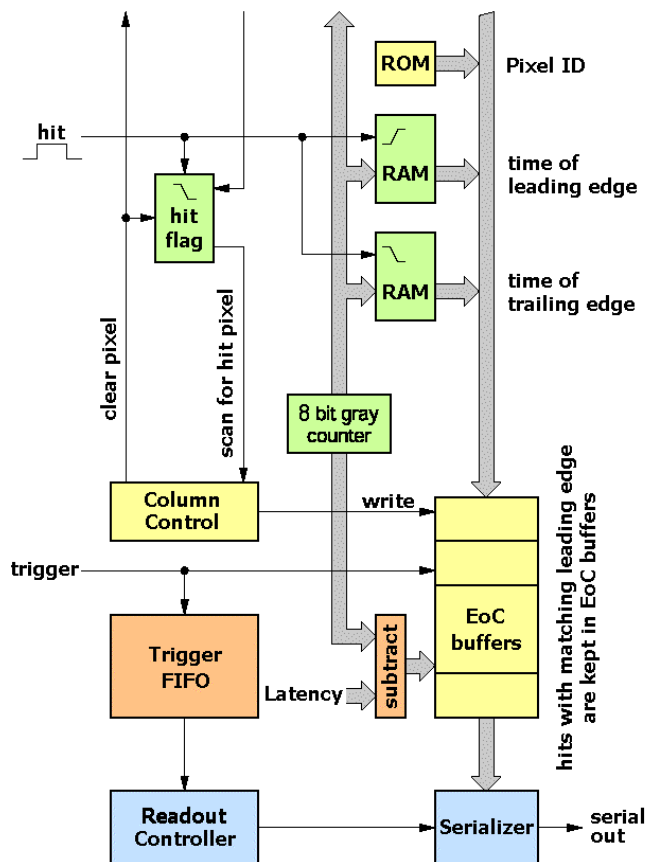 ROM
Pixel ID
hit
RAM
time of
leading edge
hit
flag
RAM
time of
trailing edge
clear pixel
scan for hit pixel
8 bit gray
counter
Column
Control
write
hits with matching leading edge
are kept in EoC buffers
trigger
EoC
buffers
Trigger
FIFO
subtract
Latency
Readout
Controller
Serializer
serial
out